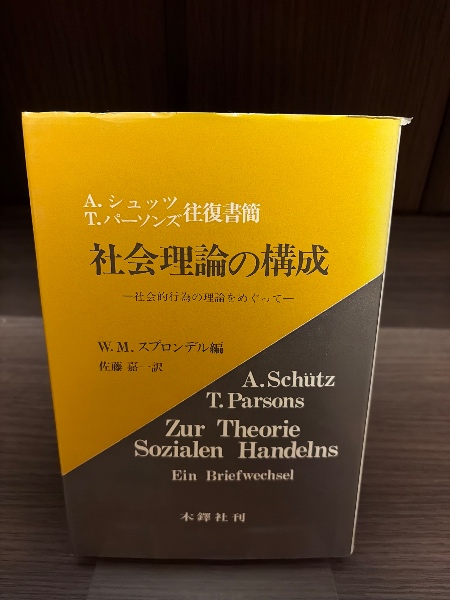 A. シュッツ
T. パーソンズ 往復書簡
社会理論の構成
—社会的行為の理論をめぐって—
W.M. スプロンデル編
佐藤 嘉一訳
A. Schütz
T. Parsons
Zur Theorie
Sozialen Handelns
Ein Briefwechsel
木鐸社刊